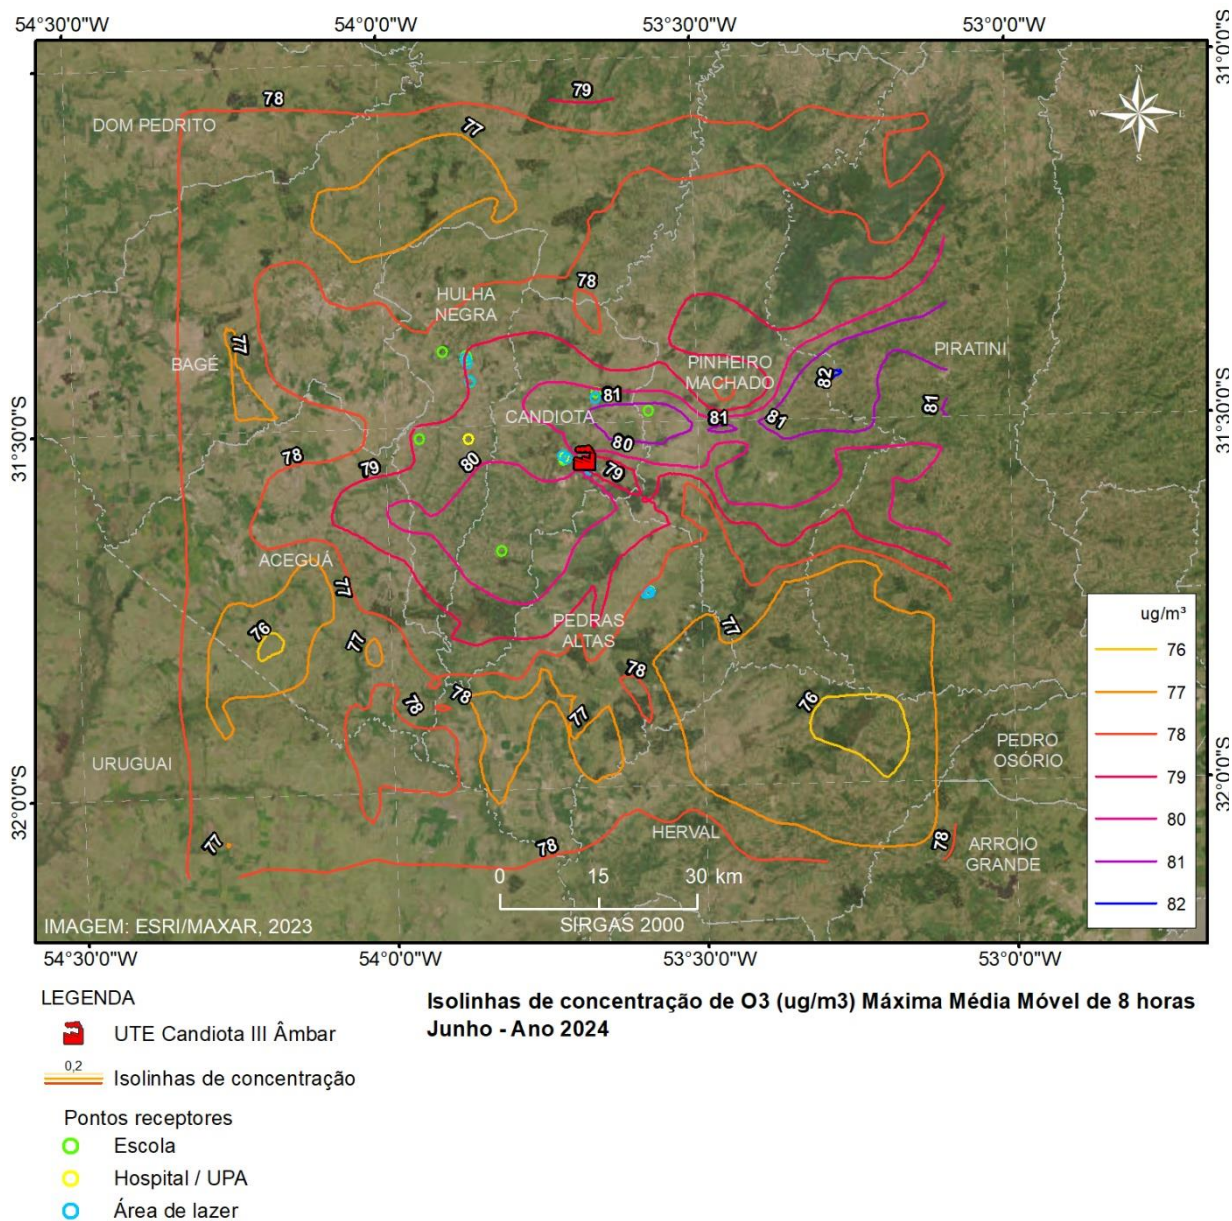 54°30'0"W 54°0'0"W 53°30'0"W 53°0'0"W
31°0'0"S
31°0'0"S
79
78
DOM PEDRITO
77
N
W E
S
78
HULHA
NEGRA
77
BAGÉ
PINHEIRO
MACHADO
PIRATINI
82
81
81
CANDIOTA
81
81
80
31°30'0"S
31°30'0"S
78
79
80
79
ACEGUÁ
77
76
77
PEDRAS
ALTAS
77
78
78
78
77
76
URUGUAI
PEDRO
OSÓRIO
32°0'0"S
32°0'0"S
77
78
HERVAL
78
ARROIO
GRANDE
0 15 30 km
SIRGAS 2000
IMAGEM: ESRI/MAXAR, 2023
ug/m³
76
77
78
79
80
81
82
54°30'0"W 54°0'0"W 53°30'0"W 53°0'0"W
LEGENDA
UTE Candiota III Âmbar
0,2
Isolinhas de concentração
Pontos receptores
Escola
Hospital / UPA
Área de lazer
Isolinhas de concentração de O3 (ug/m3) Máxima Média Móvel de 8 horas
Junho - Ano 2024